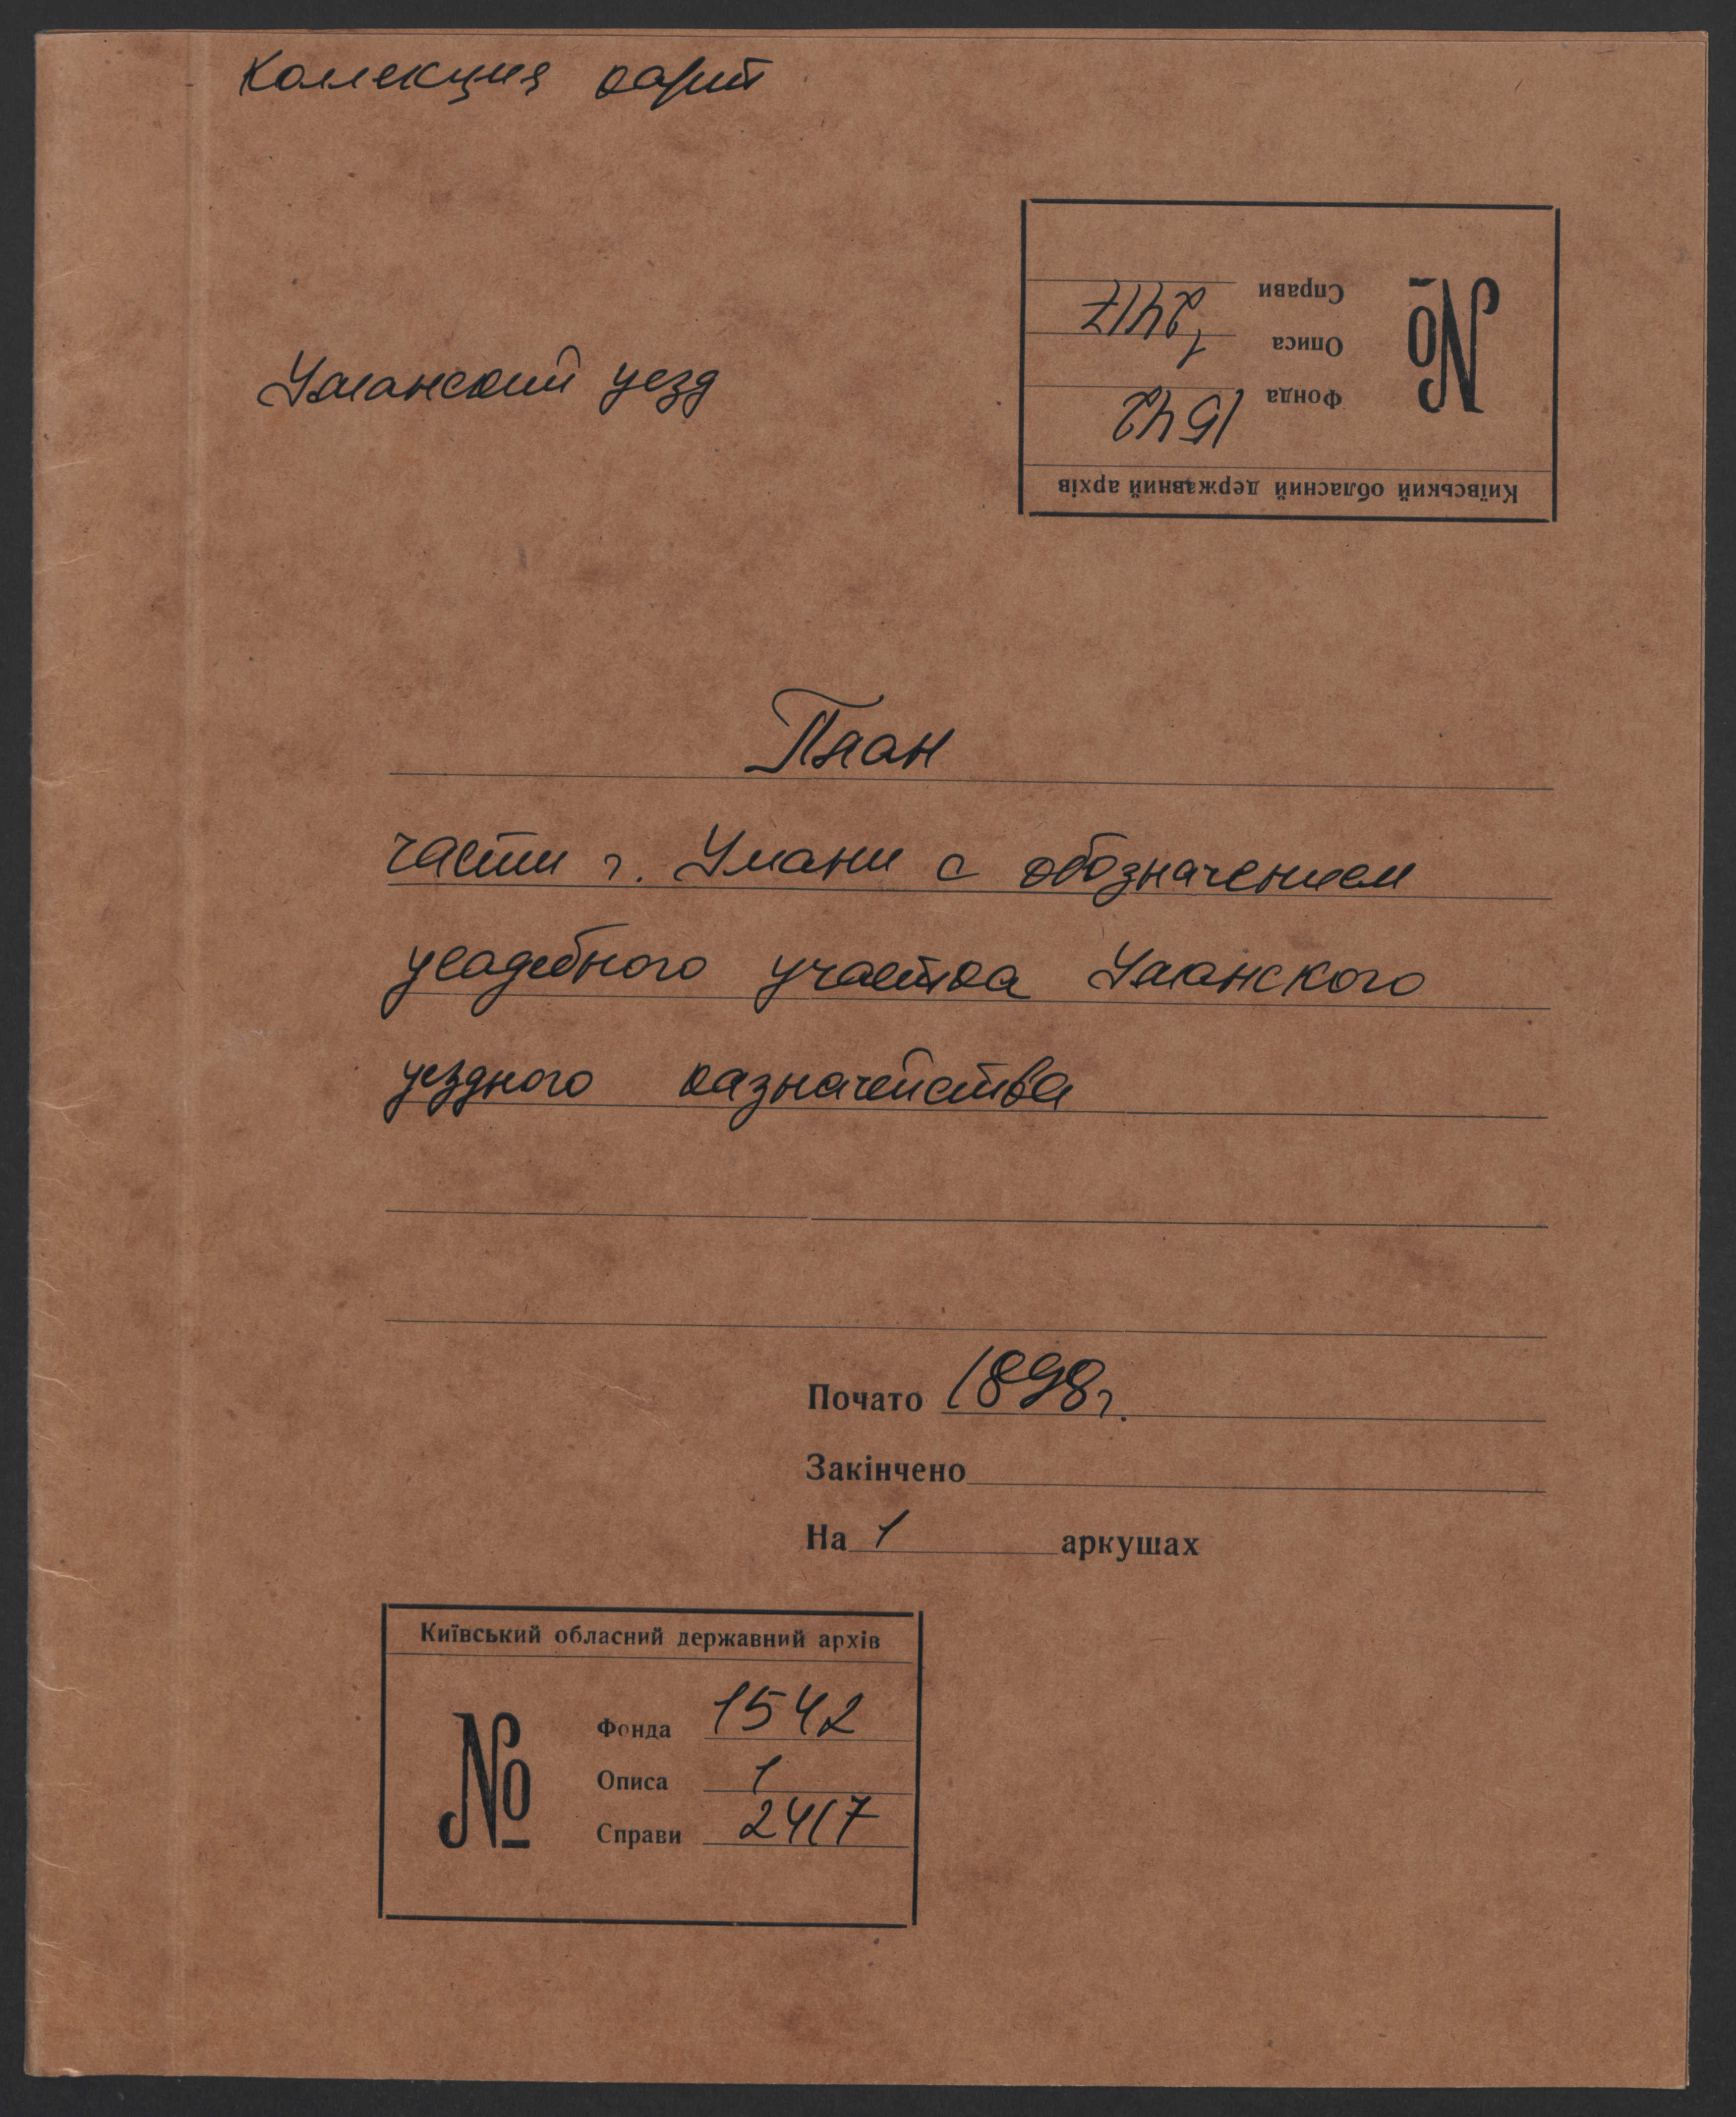 Колекция карт
№
Фонда 1542
Описа 1
Справи 2417
Київський обласний державний архів
Уманский уезд
План
части г. Умани с обозначением
усадебного участка Уманского
уездного казначейства
Почато 1898 г.
Закінчено
На 1 аркушах
Київський обласний державний архів
№
Фонда 1542
Описа 1
Справи 2417